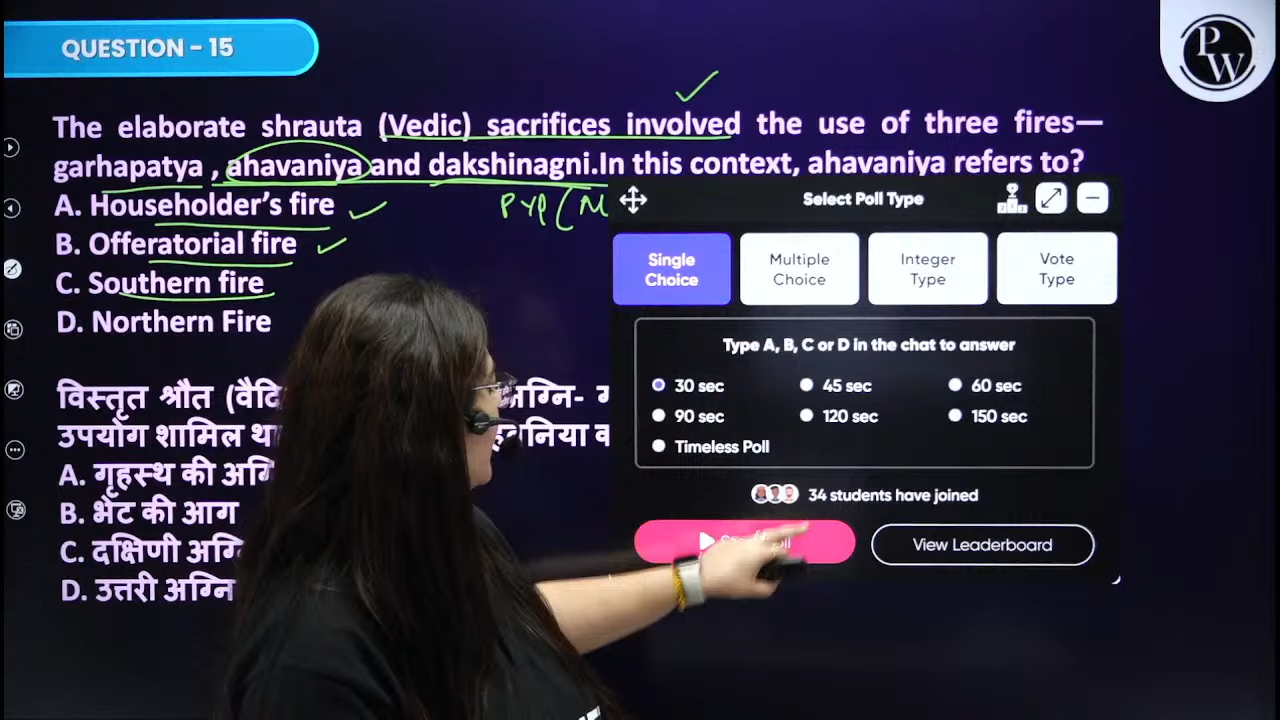 QUESTION - 15
PW
The elaborate shrauta (Vedic) sacrifices involved the use of three fires—
garhapatya , ahavaniya and dakshinagni.In this context, ahavaniya refers to?
A. Householder's fire
B. Offeratorial fire
C. Southern fire
D. Northern Fire
PYP (
Select Poll Type
Single Choice
Multiple Choice
Integer Type
Vote Type
Type A, B, C or D in the chat to answer
30 sec
45 sec
60 sec
90 sec
120 sec
150 sec
Timeless Poll
34 students have joined
View Leaderboard
विस्तृत श्रौत
उपयोग शामिल
A. गृहस्थ की
B. भेंट की आग
C. दक्षिणी
D. उत्तरी अग्नि